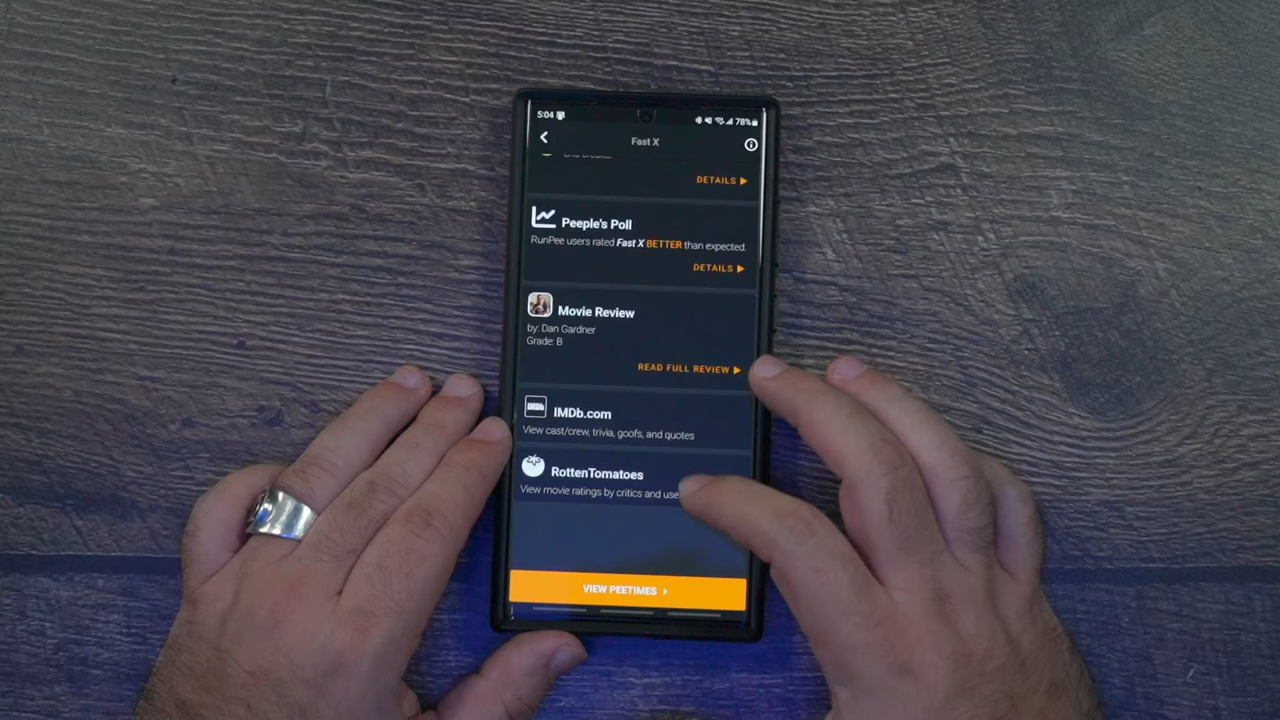 5:04
78%
Fast X
DETAILS
Peeple's Poll
RunPee users rated Fast X BETTER than expected.
DETAILS
Movie Review
by: Dan Gardner
Grade: B
READ FULL REVIEW
IMDb
IMDb.com
View cast/crew, trivia, goofs, and quotes
RottenTomatoes
View movie ratings by critics and use
VIEW PEETIMES